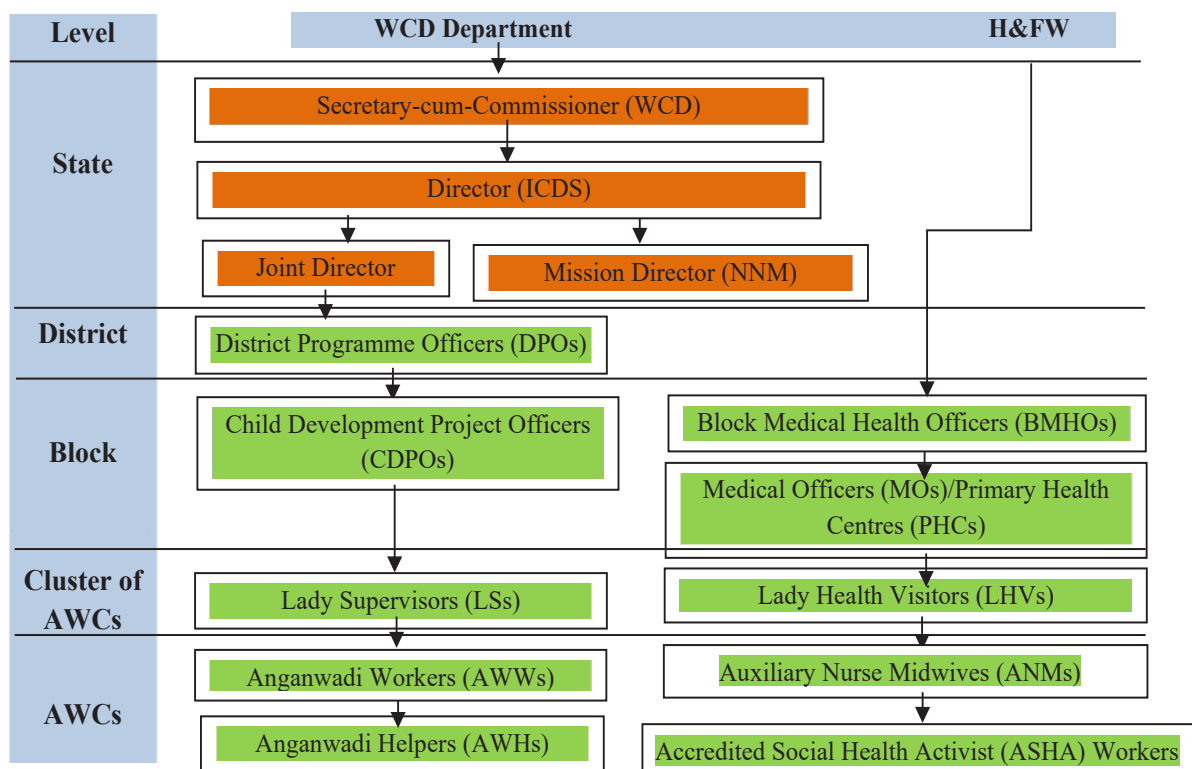 Level
WCD Department
H&FW
State
Secretary-cum-Commissioner (WCD)
Director (ICDS)
Joint Director
Mission Director (NNM)
District
District Programme Officers (DPOs)
Block
Child Development Project Officers
(CDPOs)
Block Medical Health Officers (BMHOs)
Medical Officers (MOs)/Primary Health
Centres (PHCs)
Cluster of
AWCs
Lady Supervisors (LSs)
Lady Health Visitors (LHVs)
AWCs
Anganwadi Workers (AWWs)
Auxiliary Nurse Midwives (ANMs)
Anganwadi Helpers (AWHs)
Accredited Social Health Activist (ASHA) Workers